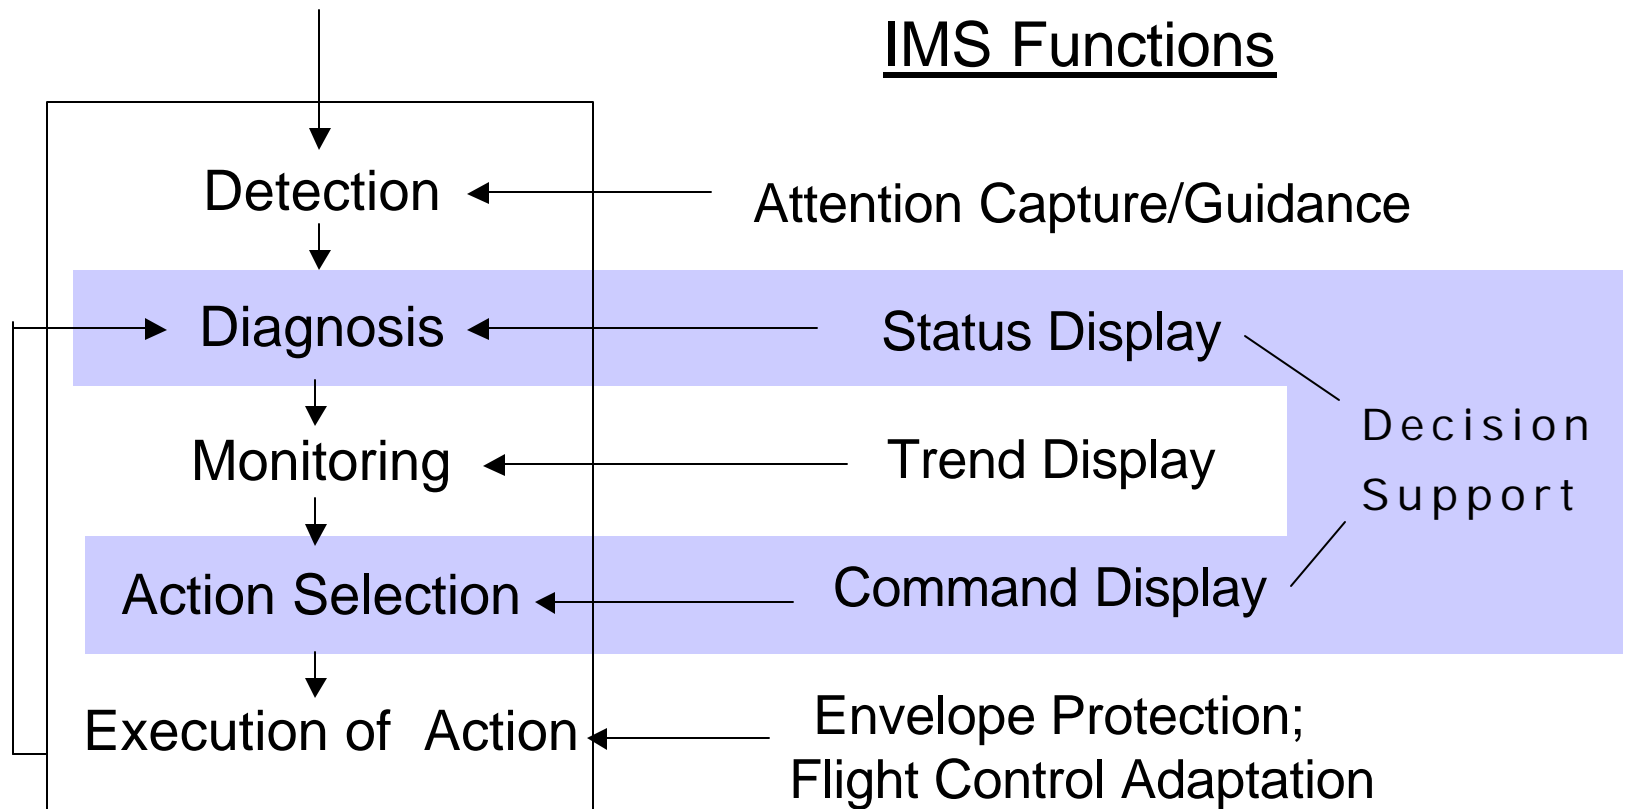 IMS Functions
Detection
Attention Capture/Guidance
Diagnosis
Status Display
Decision
Support
Monitoring
Trend Display
Action Selection
Command Display
Execution of Action
Envelope Protection;
Flight Control Adaptation